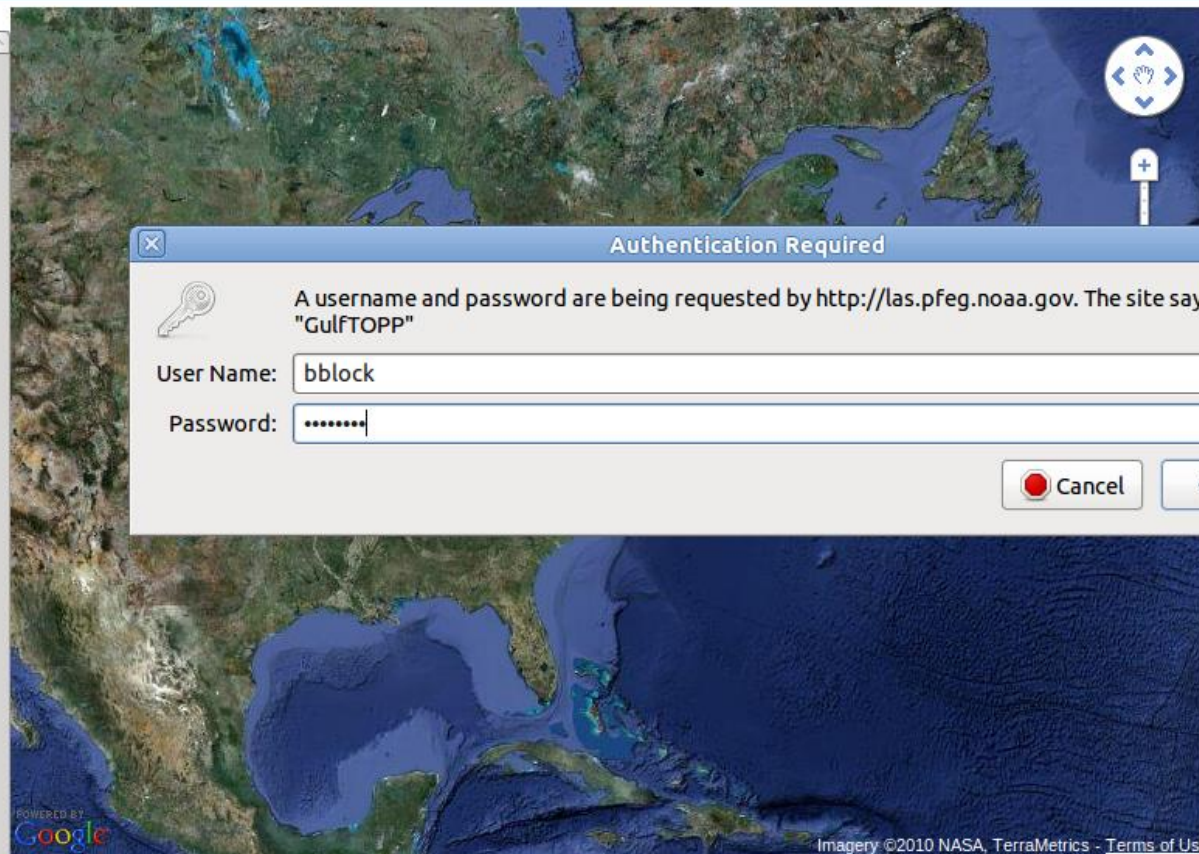 Authentication Required
A username and password are being requested by http://las.pfeg.noaa.gov. The site say
"GulfTOPP"
User Name: bblock
Password: ••••••••
Cancel
POWERED BY
Google
Imagery ©2010 NASA, TerraMetrics - Terms of Us